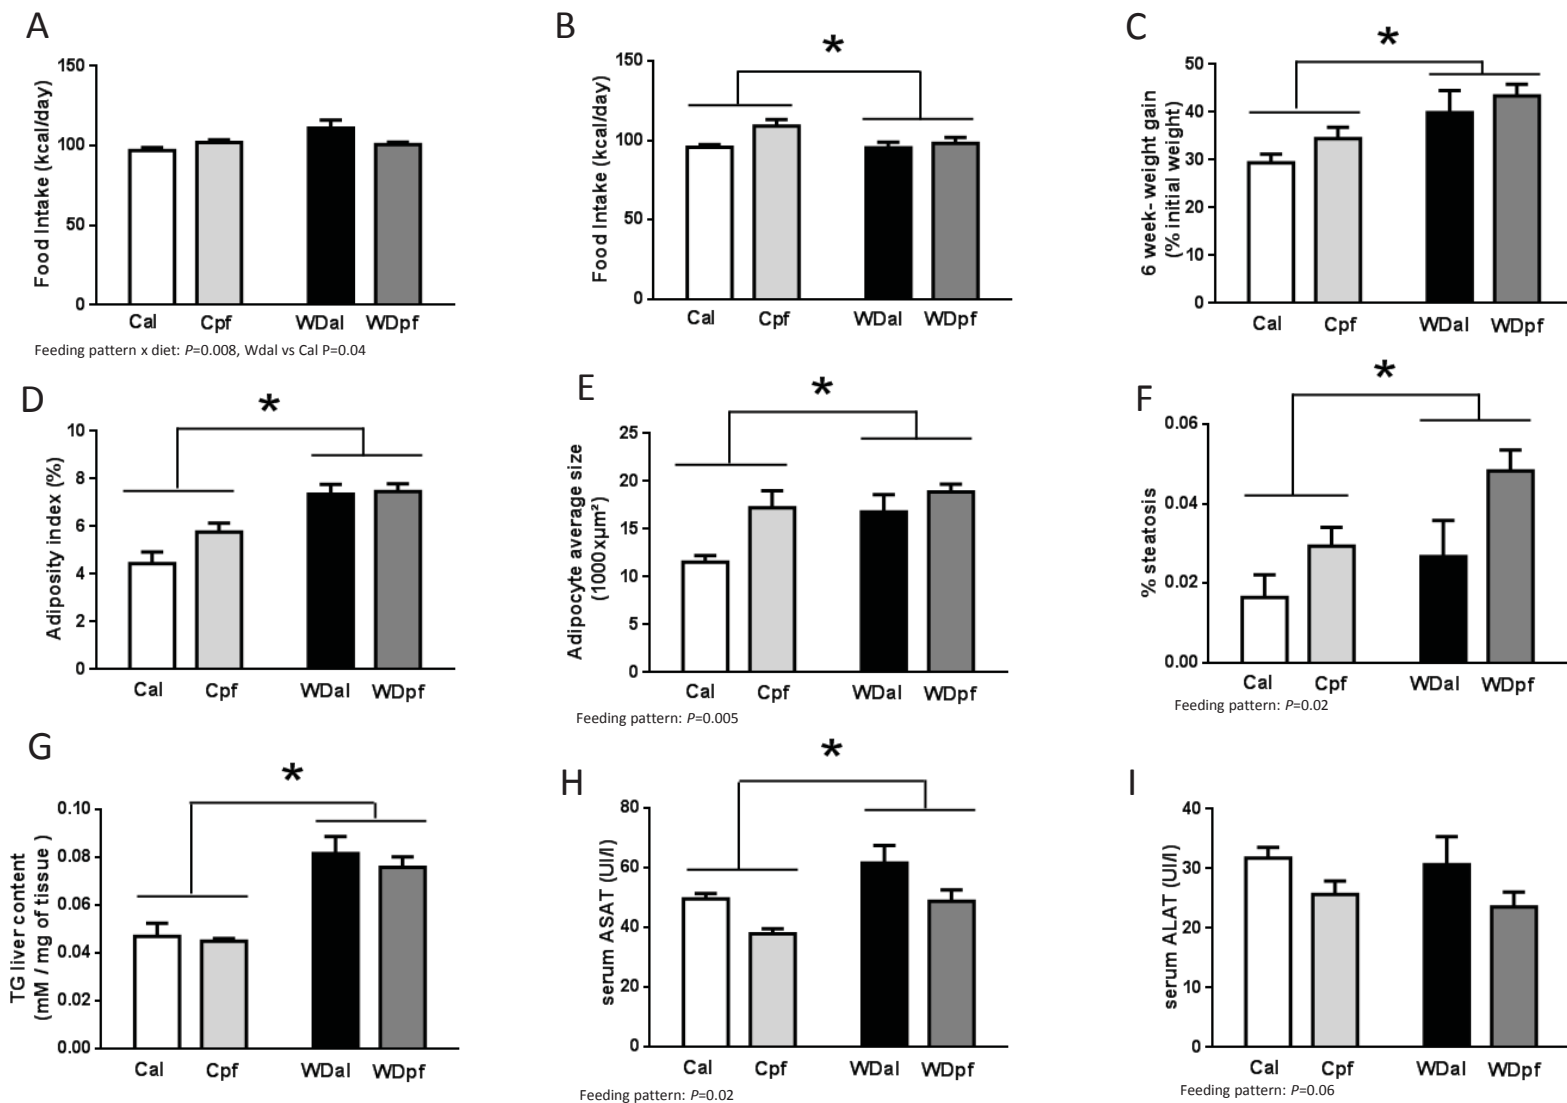 A
Food Intake (kcal/day)
150
100
50
0
Cal Cpf WDal WDpf
Feeding pattern x diet: P=0.008, Wdal vs Cal P=0.04
B
*
Food Intake (kcal/day)
150
100
50
0
Cal Cpf WDal WDpf
C
*
6 week- weight gain
(% initial weight)
50
40
30
20
10
0
Cal Cpf WDal WDpf
D
*
Adiposity index (%)
10
8
6
4
2
0
Cal Cpf WDal WDpf
E
*
Adipocyte average size
(1000xµm²)
25
20
15
10
5
0
Cal Cpf WDal WDpf
Feeding pattern: P=0.005
F
*
% steatosis
0.06
0.04
0.02
0.00
Cal Cpf WDal WDpf
Feeding pattern: P=0.02
G
*
TG liver content
(mM / mg of tissue )
0.10
0.08
0.06
0.04
0.02
0.00
Cal Cpf WDal WDpf
H
*
serum ASAT (UI/l)
80
60
40
20
0
Cal Cpf WDal WDpf
Feeding pattern: P=0.02
I
serum ALAT (UI/l)
40
30
20
10
0
Cal Cpf WDal WDpf
Feeding pattern: P=0.06